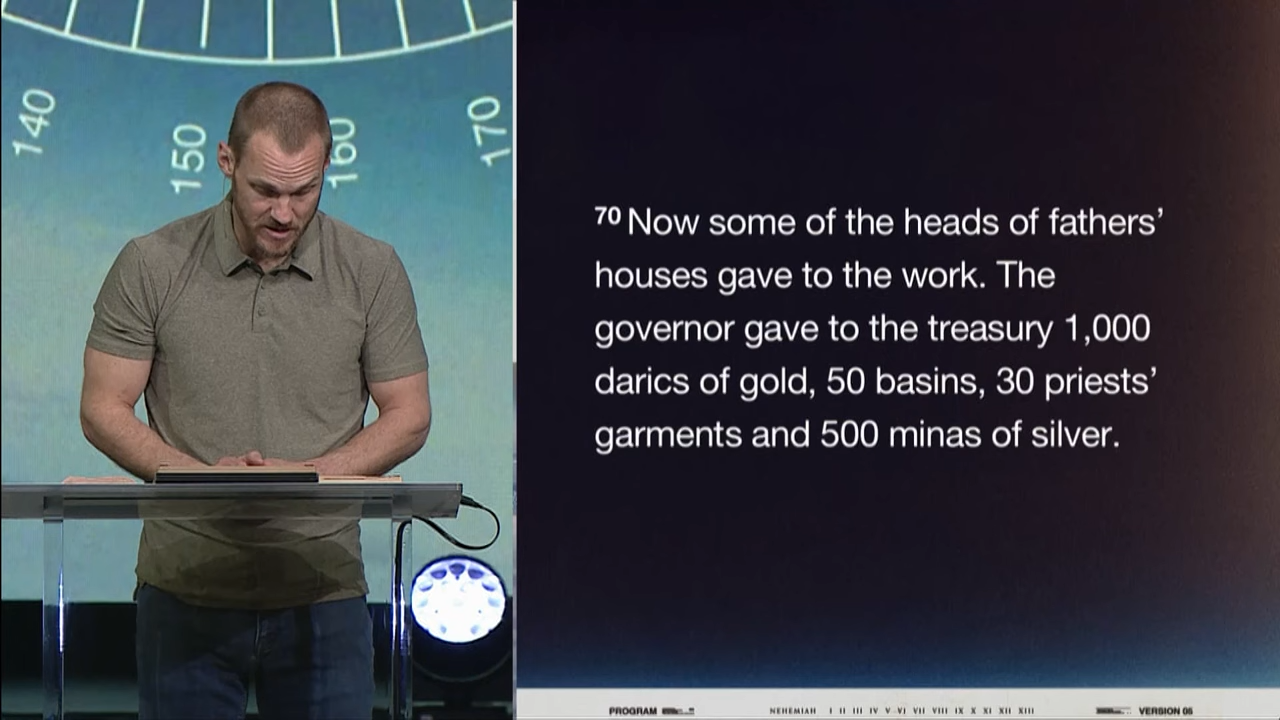 140
150
160
170
70 Now some of the heads of fathers’
houses gave to the work. The
governor gave to the treasury 1,000
darics of gold, 50 basins, 30 priests’
garments and 500 minas of silver.
PROGRAM
NEHEMIAH I II III IV V VI VII VIII IX X XI XII XIII
VERSION 05